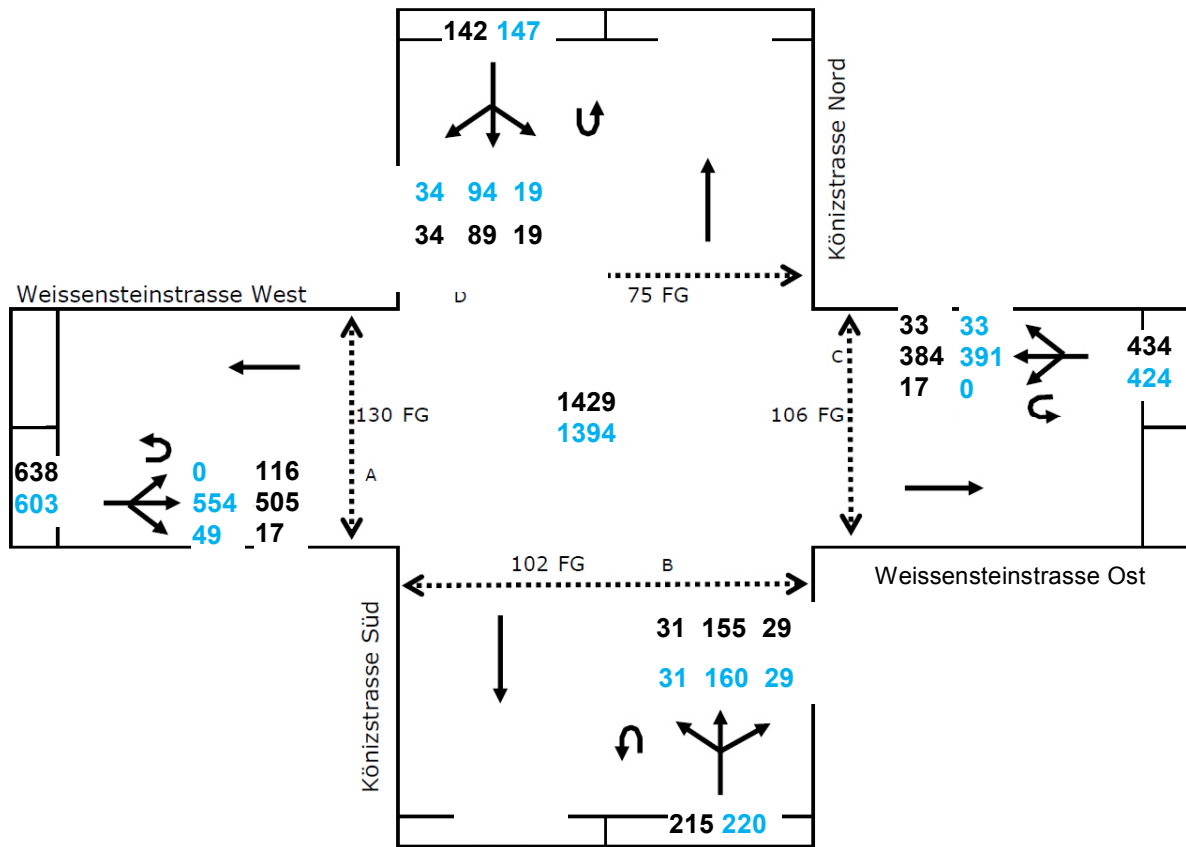 142 147
Könizstrasse Nord
34 94 19
34 89 19
Weissensteinstrasse West
D 75 FG
33 33
384 391
17 0
434
424
C
1429
1394
130 FG
106 FG
A
638
603
0 116
554 505
49 17
102 FG B
Weissensteinstrasse Ost
Könizstrasse Süd
31 155 29
31 160 29
215 220